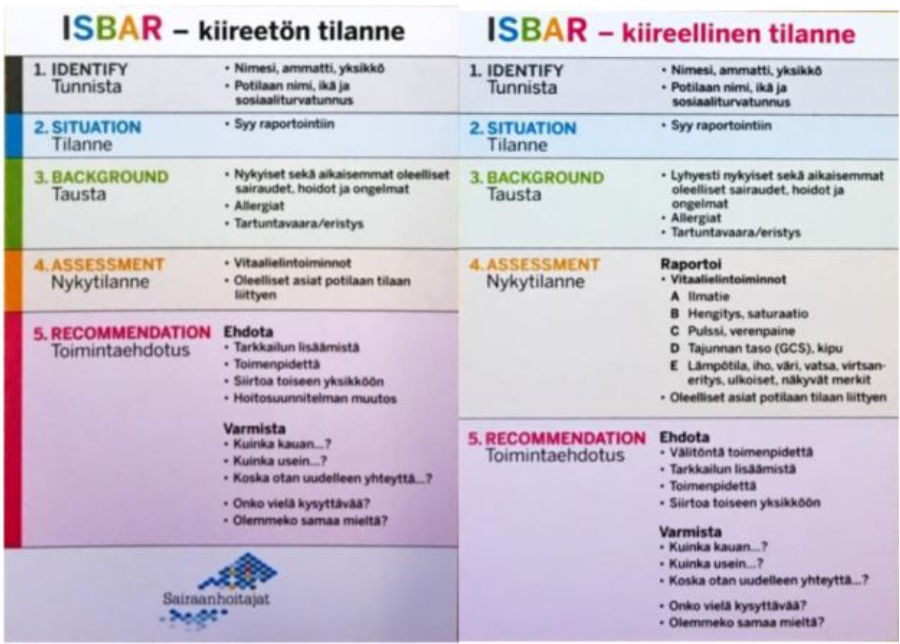 ISBAR – kiireetön tilanne
1. IDENTIFY
Tunnista
• Nimesi, ammatti, yksikkö
• Potilaan nimi, ikä ja
sosiaaliturvatunnus
2. SITUATION
Tilanne
• Syy raportointiin
3. BACKGROUND
Tausta
• Nykyiset sekä aikaisemmat oleelliset
sairaudet, hoidot ja ongelmat
• Allergiat
• Tartuntavaara/eristys
4. ASSESSMENT
Nykytilanne
• Vitaalielintoiminnot
• Oleelliset asiat potilaan tilaan
liittyen
5. RECOMMENDATION
Toimintaehdotus
Ehdota
• Tarkkailun lisäämistä
• Toimenpidettä
• Siirtoa toiseen yksikköön
• Hoitosuunnitelman muutos
Varmista
• Kuinka kauan...?
• Kuinka usein...?
• Koska otan uudelleen yhteyttä...?
• Onko vielä kysyttävää?
• Olemmeko samaa mieltä?
Sairaanhoitajat
ISBAR – kiireellinen tilanne
1. IDENTIFY
Tunnista
• Nimesi, ammatti, yksikkö
• Potilaan nimi, ikä ja
sosiaaliturvatunnus
2. SITUATION
Tilanne
• Syy raportointiin
3. BACKGROUND
Tausta
• Lyhyesti nykyiset sekä aikaisemmat
oleelliset sairaudet, hoidot ja
ongelmat
• Allergiat
• Tartuntavaara/eristys
4. ASSESSMENT
Nykytilanne
Raportoi
• Vitaalielintoiminnot
A Ilmatie
B Hengitys, saturaatio
C Pulssi, verenpaine
D Tajunnan taso (GCS), kipu
E Lämpötila, iho, väri, vatsa, virtsan-
eritys, ulkoiset, näkyvät merkit
• Oleelliset asiat potilaan tilaan liittyen
5. RECOMMENDATION
Toimintaehdotus
Ehdota
• Välitöntä toimenpidettä
• Tarkkailun lisäämistä
• Toimenpidettä
• Siirtoa toiseen yksikköön
Varmista
• Kuinka kauan...?
• Kuinka usein...?
• Koska otan uudelleen yhteyttä...?
• Onko vielä kysyttävää?
• Olemmeko samaa mieltä?